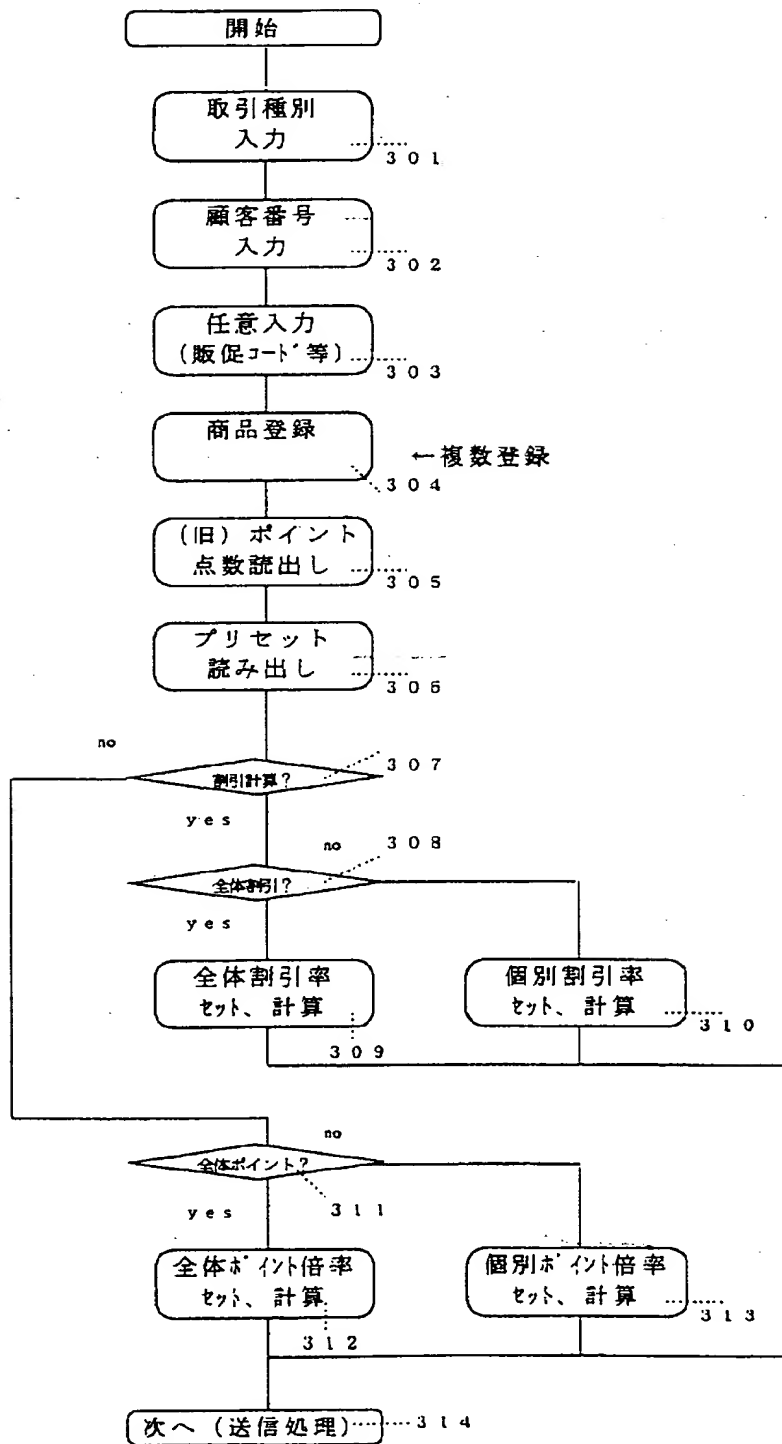 開始
取引種別
入力
301
顧客番号
入力
302
任意入力
(販促コード等)
303
商品登録
←複数登録
304
(旧)ポイント
点数読出し
305
プリセット
読み出し
306
no
307
割引計算?
yes
no
308
全体割引?
yes
全体割引率
セット、計算
309
個別割引率
セット、計算
310
no
全体ポイント?
yes
311
全体ポイント倍率
セット、計算
312
個別ポイント倍率
セット、計算
313
次へ(送信処理)
314